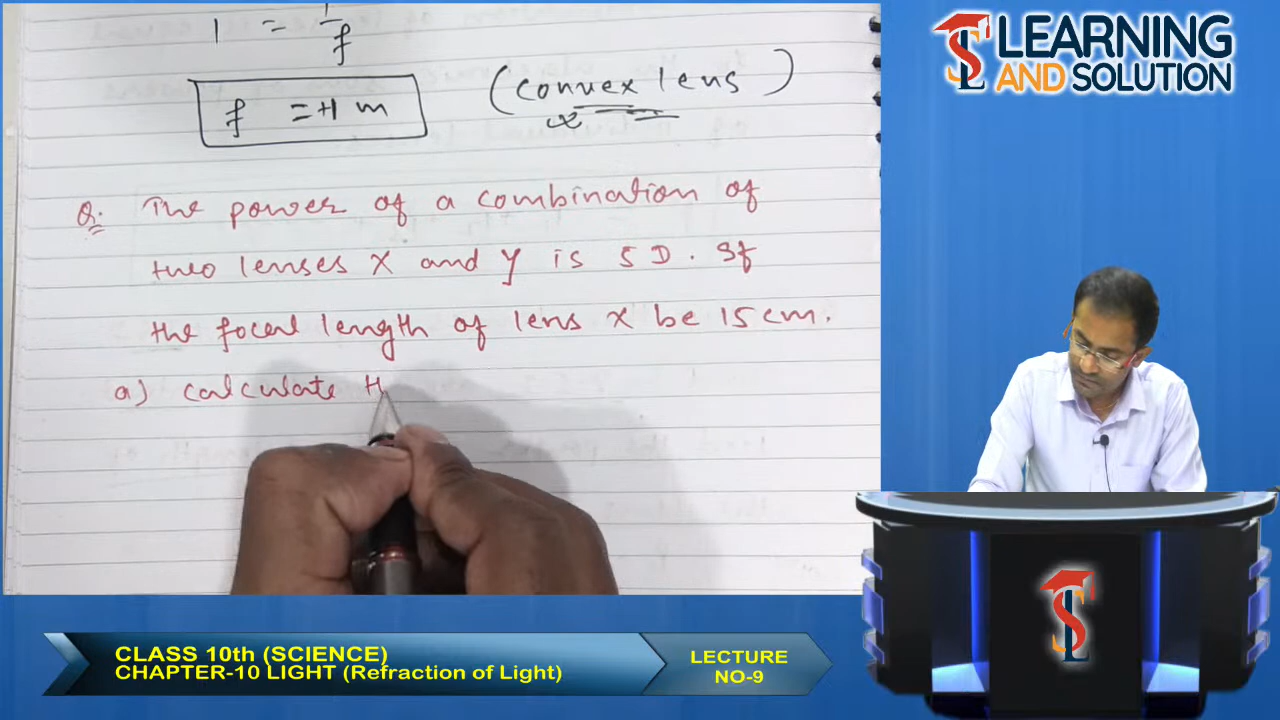 1 = 1/f
f = +1 m (convex lens)
Q: The power of a combination of
two lenses X and Y is 5 D. If
the focal length of lens X be 15 cm.
a) calculate
LEARNING
AND SOLUTION
CLASS 10th (SCIENCE)
CHAPTER-10 LIGHT (Refraction of Light)
LECTURE
NO-9